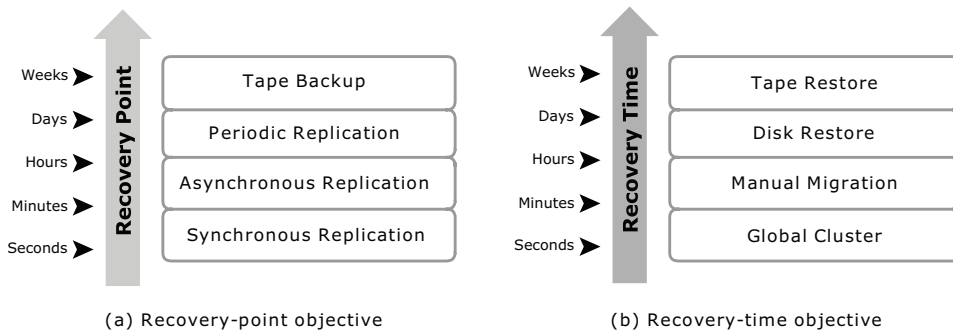 Weeks
Days
Hours
Minutes
Seconds
Recovery Point
Tape Backup
Periodic Replication
Asynchronous Replication
Synchronous Replication
(a) Recovery-point objective
Weeks
Days
Hours
Minutes
Seconds
Recovery Time
Tape Restore
Disk Restore
Manual Migration
Global Cluster
(b) Recovery-time objective